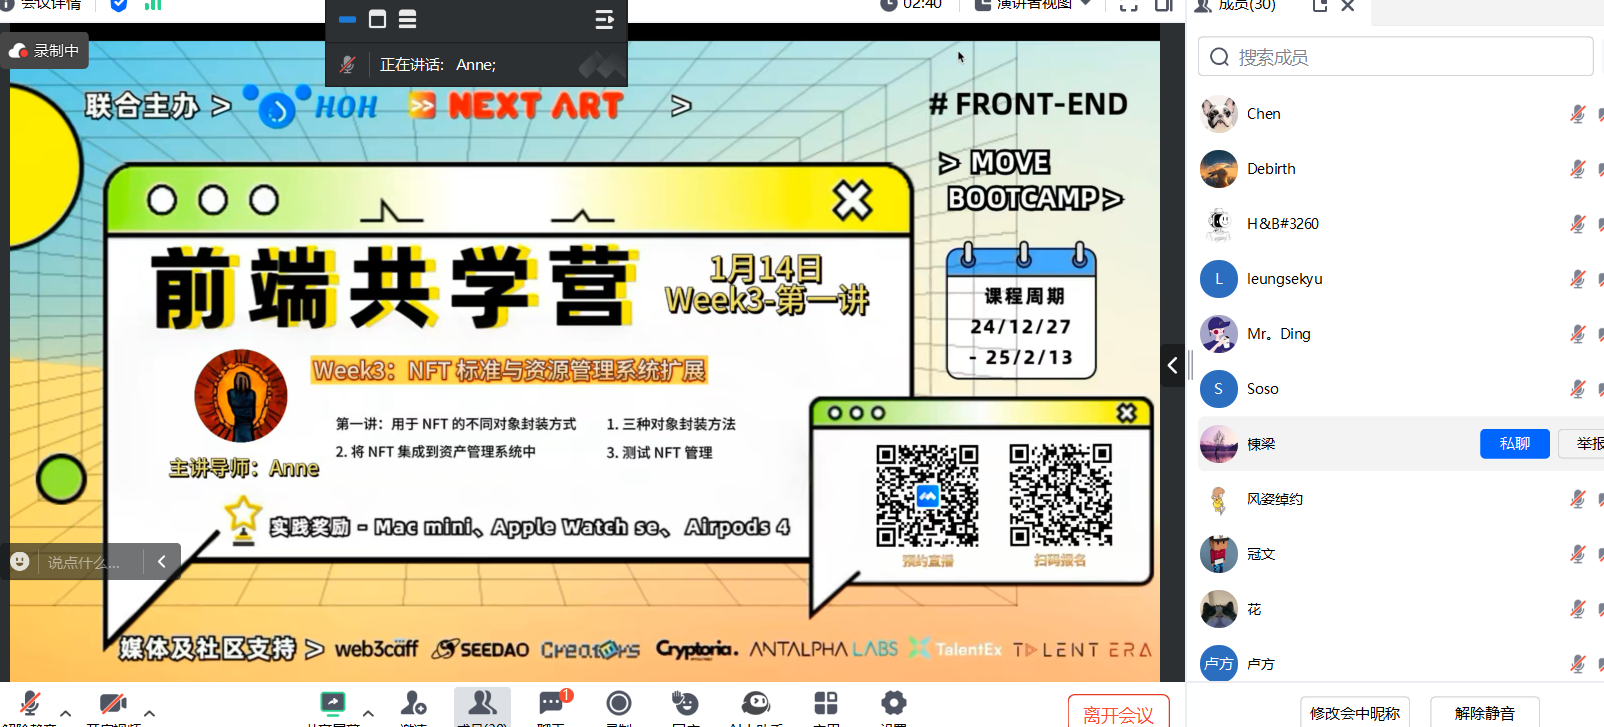 会议详情
02:40
演讲者视图
成员(30)
录制中
正在讲话: Anne;
搜索成员
联合主办 >
HOH
NEXT ART
>
# FRONT-END
> MOVE
BOOTCAMP >
前端共学营
1月14日
Week3-第一讲
课程周期
24/12/27
- 25/2/13
Week3：NFT 标准与资源管理系统扩展
第一讲：用于 NFT 的不同对象封装方式
1. 三种对象封装方法
2. 将 NFT 集成到资产管理系统中
3. 测试 NFT 管理
主讲导师：Anne
实践奖励 - Mac mini、Apple Watch se、 Airpods 4
预约直播
扫码报名
说点什么...
媒体及社区支持 >
web3caff
SEEDAO
Creators
Cryptoria.
ANTALPHA LABS
TalentEx
TALENT ERA
Chen
Debirth
H&B#3260
leungsekyu
L
Mr。Ding
Soso
S
棟梁
私聊
举报
风姿绰约
冠文
花
卢方
卢方
1
离开会议
修改会中昵称
解除静音